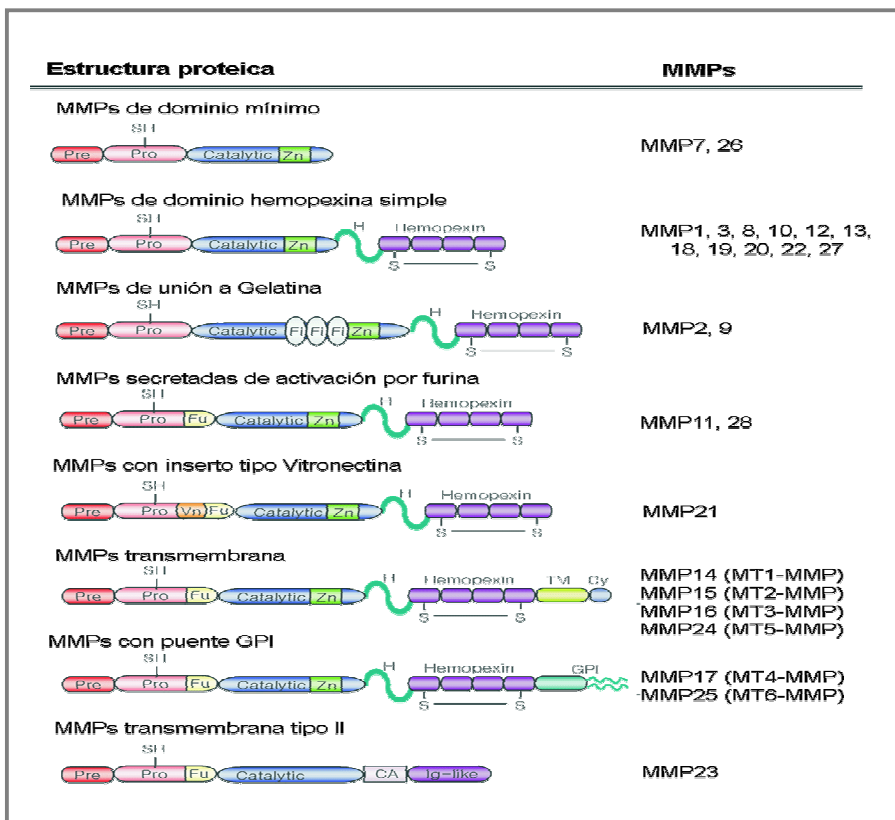 Estructura proteica MMPs
MMPs de dominio mínimo
SH
Pre Pro Catalytic Zn
MMP7, 26
MMPs de dominio hemopexina simple
SH H Hemopexin
Pre Pro Catalytic Zn
S S
MMP1, 3, 8, 10, 12, 13,
18, 19, 20, 22, 27
MMPs de unión a Gelatina
SH H Hemopexin
Pre Pro Catalytic Fi Fi Fi Zn
S S
MMP2, 9
MMPs secretadas de activación por furina
SH H Hemopexin
Pre Pro Fu Catalytic Zn
S S
MMP11, 28
MMPs con inserto tipo Vitronectina
SH H Hemopexin
Pre Pro Vn Fu Catalytic Zn
S S
MMP21
MMPs transmembrana
SH H Hemopexin TM Cy
Pre Pro Fu Catalytic Zn
S S
MMP14 (MT1-MMP)
MMP15 (MT2-MMP)
MMP16 (MT3-MMP)
MMP24 (MT5-MMP)
MMPs con puente GPI
SH H Hemopexin GPI
Pre Pro Fu Catalytic Zn
S S
MMP17 (MT4-MMP)
MMP25 (MT6-MMP)
MMPs transmembrana tipo II
SH
Pre Pro Fu Catalytic CA Ig-like
MMP23